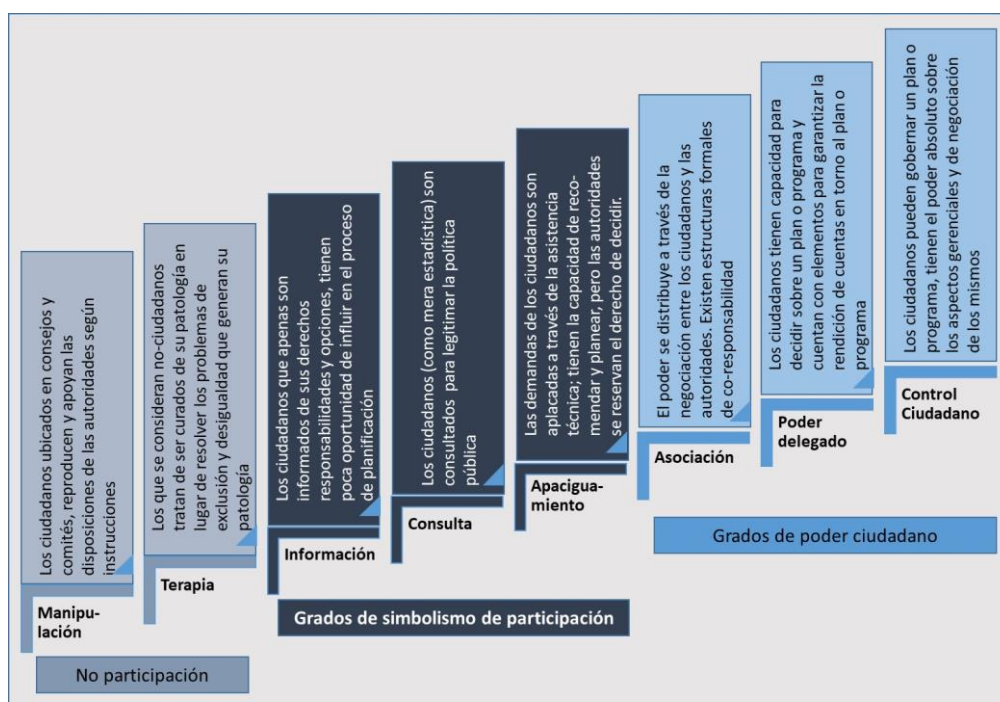 Los ciudadanos ubicados en consejos y
comités, reproducen y apoyan las
disposiciones de las autoridades según
instrucciones
Manipu-
lación
Los que se consideran no-ciudadanos
tratan de ser curados de su patología en
lugar de resolver los problemas de
exclusión y desigualdad que generan su
patología
Terapia
No participación
Los ciudadanos que apenas son
informados de sus derechos
responsabilidades y opciones, tienen
poca oportunidad de influir en el proceso
de planificación
Información
Los ciudadanos (como mera estadística) son
consultados para legitimar la política
pública
Consulta
Las demandas de los ciudadanos son
aplacadas a través de la asistencia
técnica; tienen la capacidad de reco-
mendar y planear, pero las autoridades
se reservan el derecho de decidir.
Apacigua-
miento
Grados de simbolismo de participación
El poder se distribuye a través de la
negociación entre los ciudadanos y las
autoridades. Existen estructuras formales
de co-responsabilidad
Asociación
Los ciudadanos tienen capacidad para
decidir sobre un plan o programa y
cuentan con elementos para garantizar la
rendición de cuentas en torno al plan o
programa
Poder
delegado
Los ciudadanos pueden gobernar un plan o
programa, tienen el poder absoluto sobre
los aspectos gerenciales y de negociación
de los mismos
Control
Ciudadano
Grados de poder ciudadano